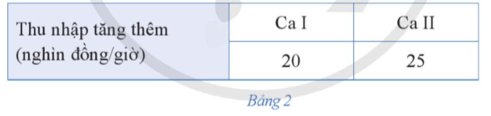 Thu nhập tăng thêm
(nghìn đồng/giờ)
Ca I
Ca II
20
25
Bảng 2